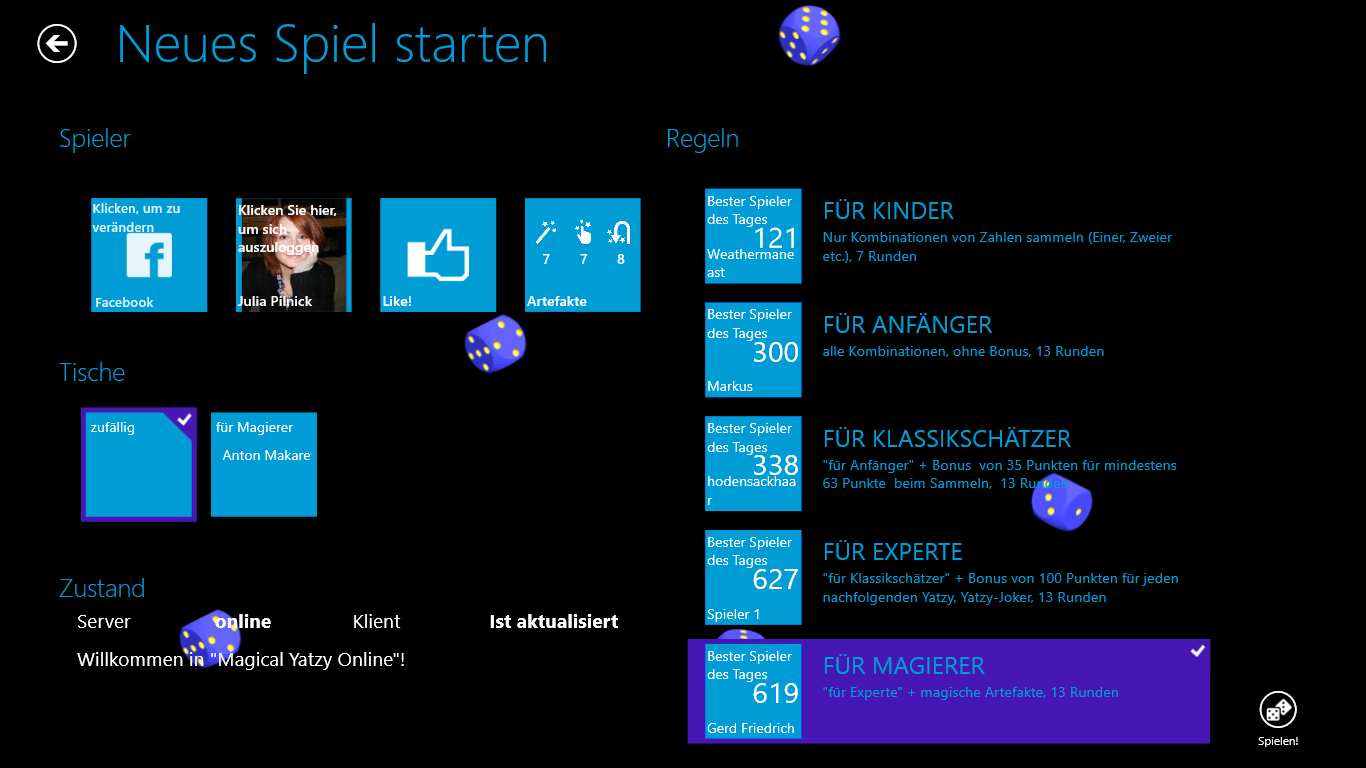 Neues Spiel starten
Spieler
Klicken, um zu
verändern
Facebook
Klicken Sie hier,
um sich
auszuloggen
Julia Pilnick
Like!
7 7 8
Artefakte
Tische
zufällig
für Magierer
Anton Makare
Zustand
Server online Klient Ist aktualisiert
Willkommen in "Magical Yatzy Online"!
Regeln
Bester Spieler
des Tages
121
Weathermane
ast
FÜR KINDER
Nur Kombinationen von Zahlen sammeln (Einer, Zweier
etc.), 7 Runden
Bester Spieler
des Tages
300
Markus
FÜR ANFÄNGER
alle Kombinationen, ohne Bonus, 13 Runden
Bester Spieler
des Tages
338
hodensackhaa
r
FÜR KLASSIKSCHÄTZER
"für Anfänger" + Bonus von 35 Punkten für mindestens
63 Punkte beim Sammeln, 13 Runden
Bester Spieler
des Tages
627
Spieler 1
FÜR EXPERTE
"für Klassikschätzer" + Bonus von 100 Punkten für jeden
nachfolgenden Yatzy, Yatzy-Joker, 13 Runden
Bester Spieler
des Tages
619
Gerd Friedrich
FÜR MAGIERER
"für Experte" + magische Artefakte, 13 Runden
Spielen!